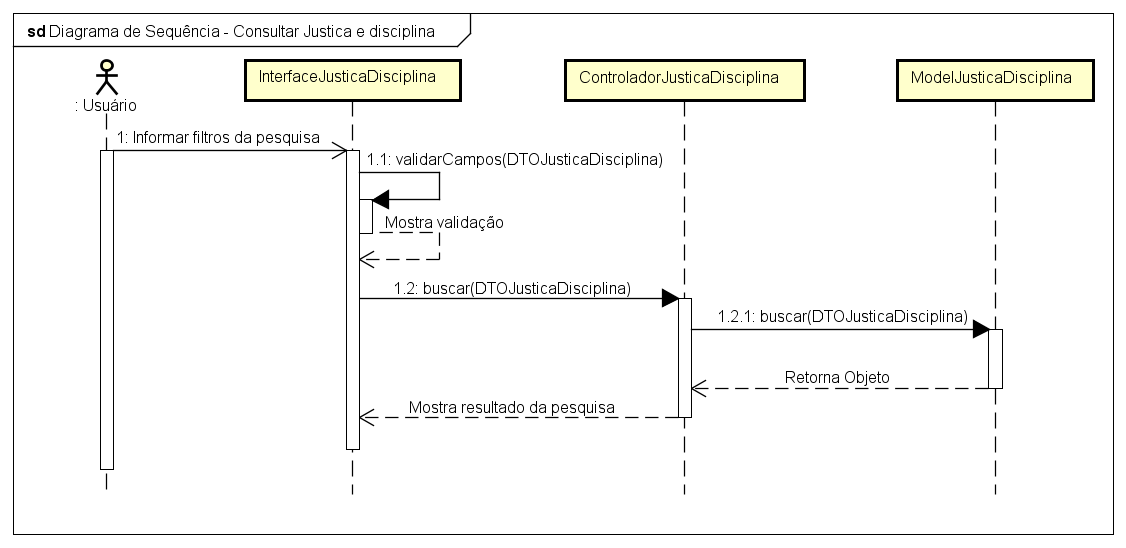 sd Diagrama de Sequência - Consultar Justica e disciplina
: Usuário
InterfaceJusticaDisciplina
ControladorJusticaDisciplina
ModelJusticaDisciplina
1: Informar filtros da pesquisa
1.1: validarCampos(DTOJusticaDisciplina)
Mostra validação
1.2: buscar(DTOJusticaDisciplina)
1.2.1: buscar(DTOJusticaDisciplina)
Retorna Objeto
Mostra resultado da pesquisa